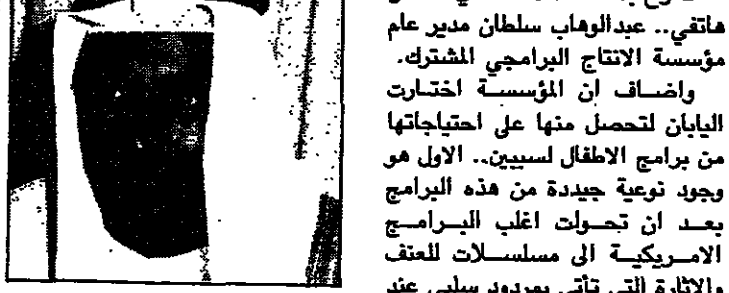 هاتفي.. عبدالوهاب سلطان مدير عام
مؤسسة الانتاج البرامجي المشترك.
واضاف ان المؤسسة اختارت
اليابان لتحصل منها على احتياجاتها
من برامج الاطفال لسببين.. الاول هو
وجود نوعية جيددة من هذه البرامج
بعد ان تحولت اغلب البرامج
الامريكية الى مسلسلات للعنف
والاثارة التي تأتي بمردود سلبي عند